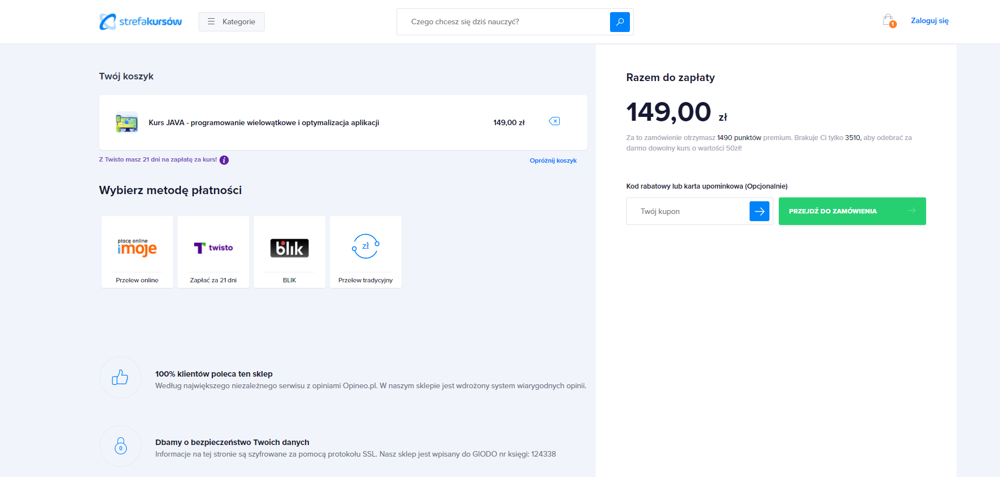 strefakursów
Kategorie
Czego chcesz się dziś nauczyć?
1
Zaloguj się
Twój koszyk
Kurs JAVA - programowanie wielowątkowe i optymalizacja aplikacji
149,00 zł
Z Twisto masz 21 dni na zapłatę za kurs! i
Opróżnij koszyk
Wybierz metodę płatności
płacę online
imoje
Przelew online
twisto
Zapłać za 21 dni
blik
BLIK
zł
Przelew tradycyjny
100% klientów poleca ten sklep
Według największego niezależnego serwisu z opiniami Opineo.pl. W naszym sklepie jest wdrożony system wiarygodnych opinii.
0
Dbamy o bezpieczeństwo Twoich danych
Informacje na tej stronie są szyfrowane za pomocą protokołu SSL. Nasz sklep jest wpisany do GIODO nr księgi: 124338
Razem do zapłaty
149,00 zł
Za to zamówienie otrzymasz 1490 punktów premium. Brakuje Ci tylko 3510, aby odebrać za
darmo dowolny kurs o wartości 50zł!
Kod rabatowy lub karta upominkowa (Opcjonalnie)
Twój kupon
PRZEJDŹ DO ZAMÓWIENIA